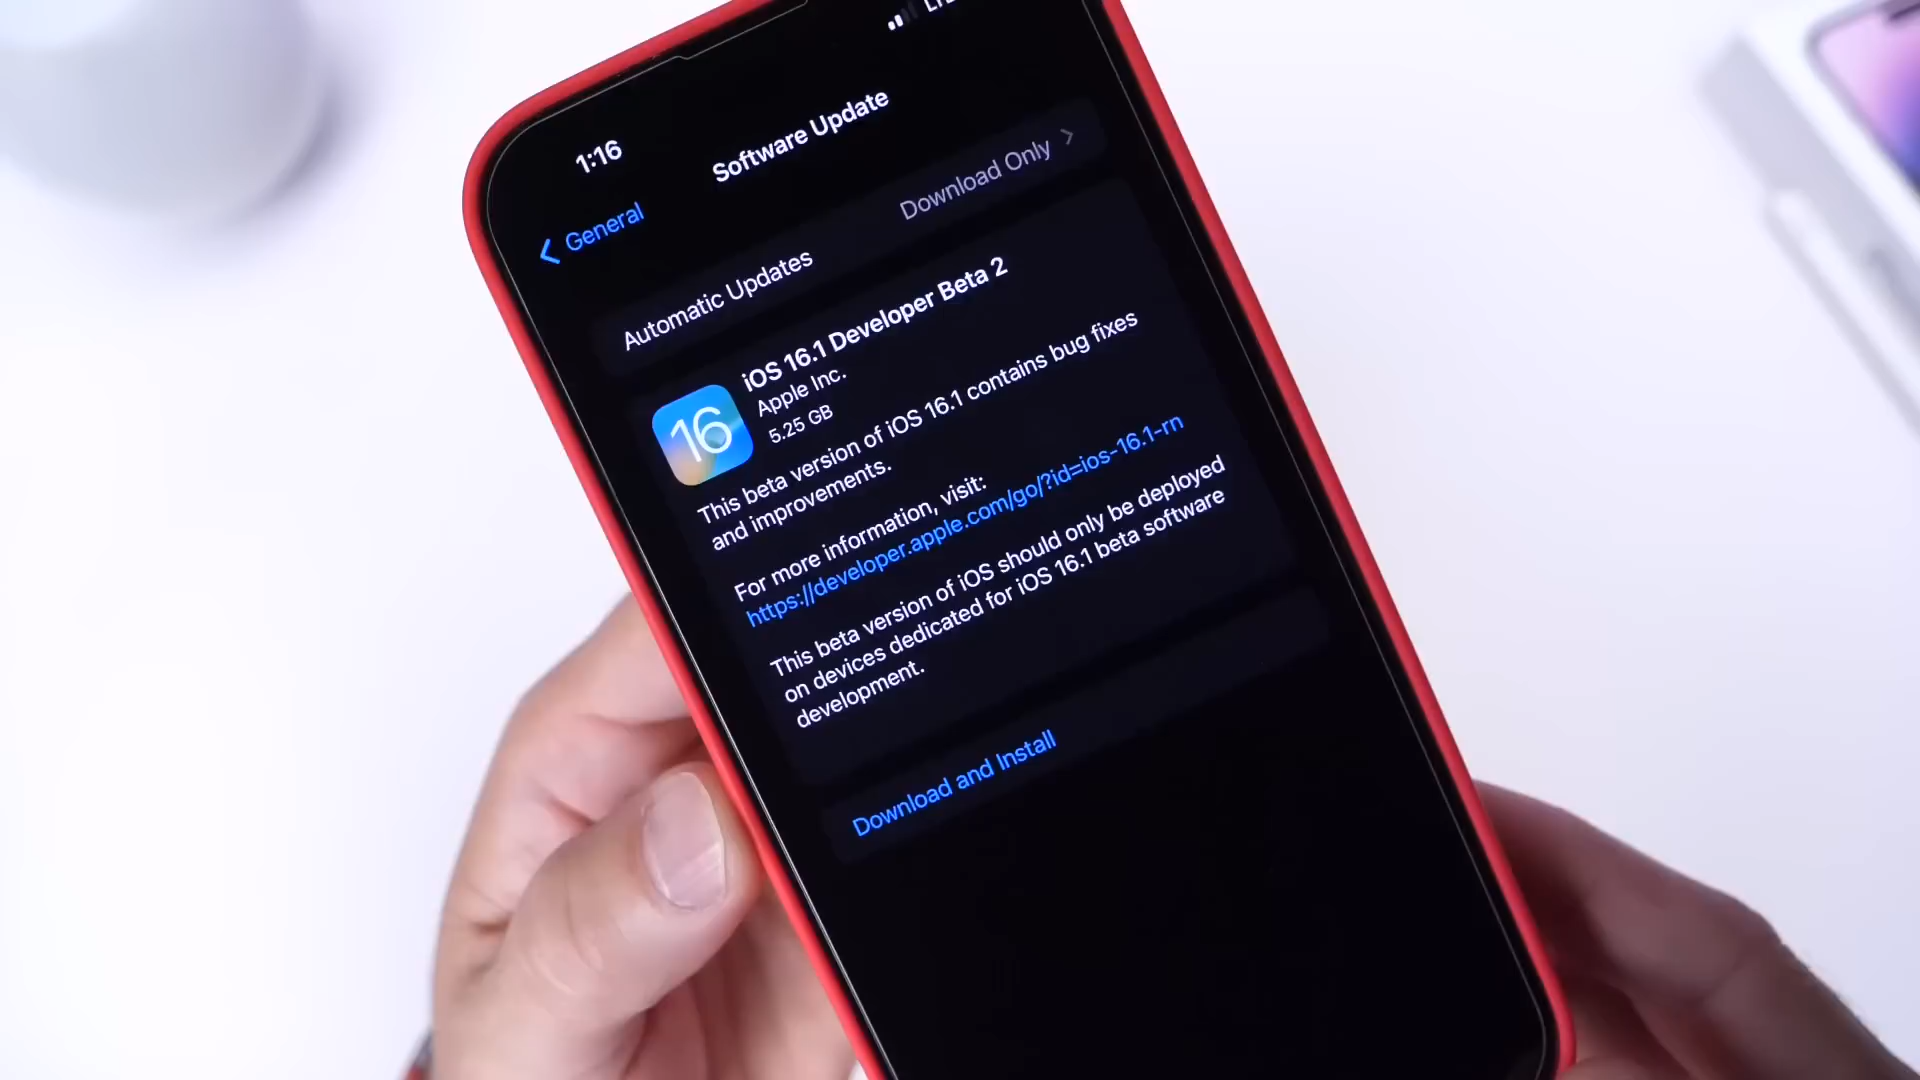 LTE
1:16
Software Update
General
Automatic Updates
Download Only
iOS 16.1 Developer Beta 2
Apple Inc.
5.25 GB
16
This beta version of iOS 16.1 contains bug fixes
and improvements.
For more information, visit:
https://developer.apple.com/go/?id=ios-16.1-rn
This beta version of iOS should only be deployed
on devices dedicated for iOS 16.1 beta software
development.
Download and Install